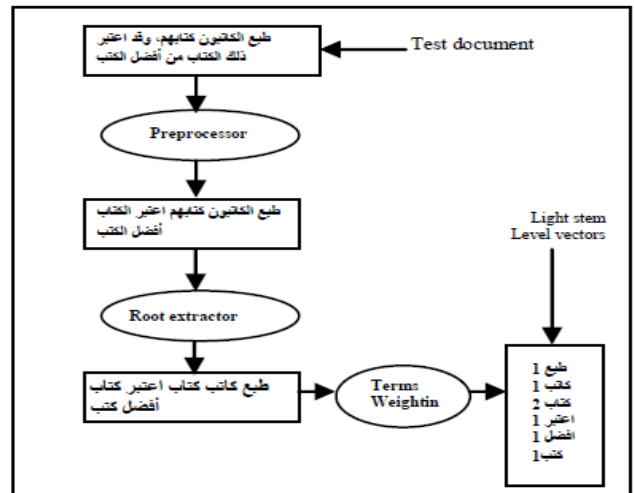 طبع الكاتبون كتابهم، وقد اعتبر
ذلك الكتاب من أفضل الكتب
Test document
Preprocessor
طبع الكاتبون كتابهم اعتبر الكتاب
أفضل الكتب
Light stem
Level vectors
Root extractor
طبع كاتب كتاب اعتبر كتاب
أفضل كتب
Terms
Weightin
طبع 1
كاتب 1
كتاب 2
اعتبر 1
افضل 1
كتب1